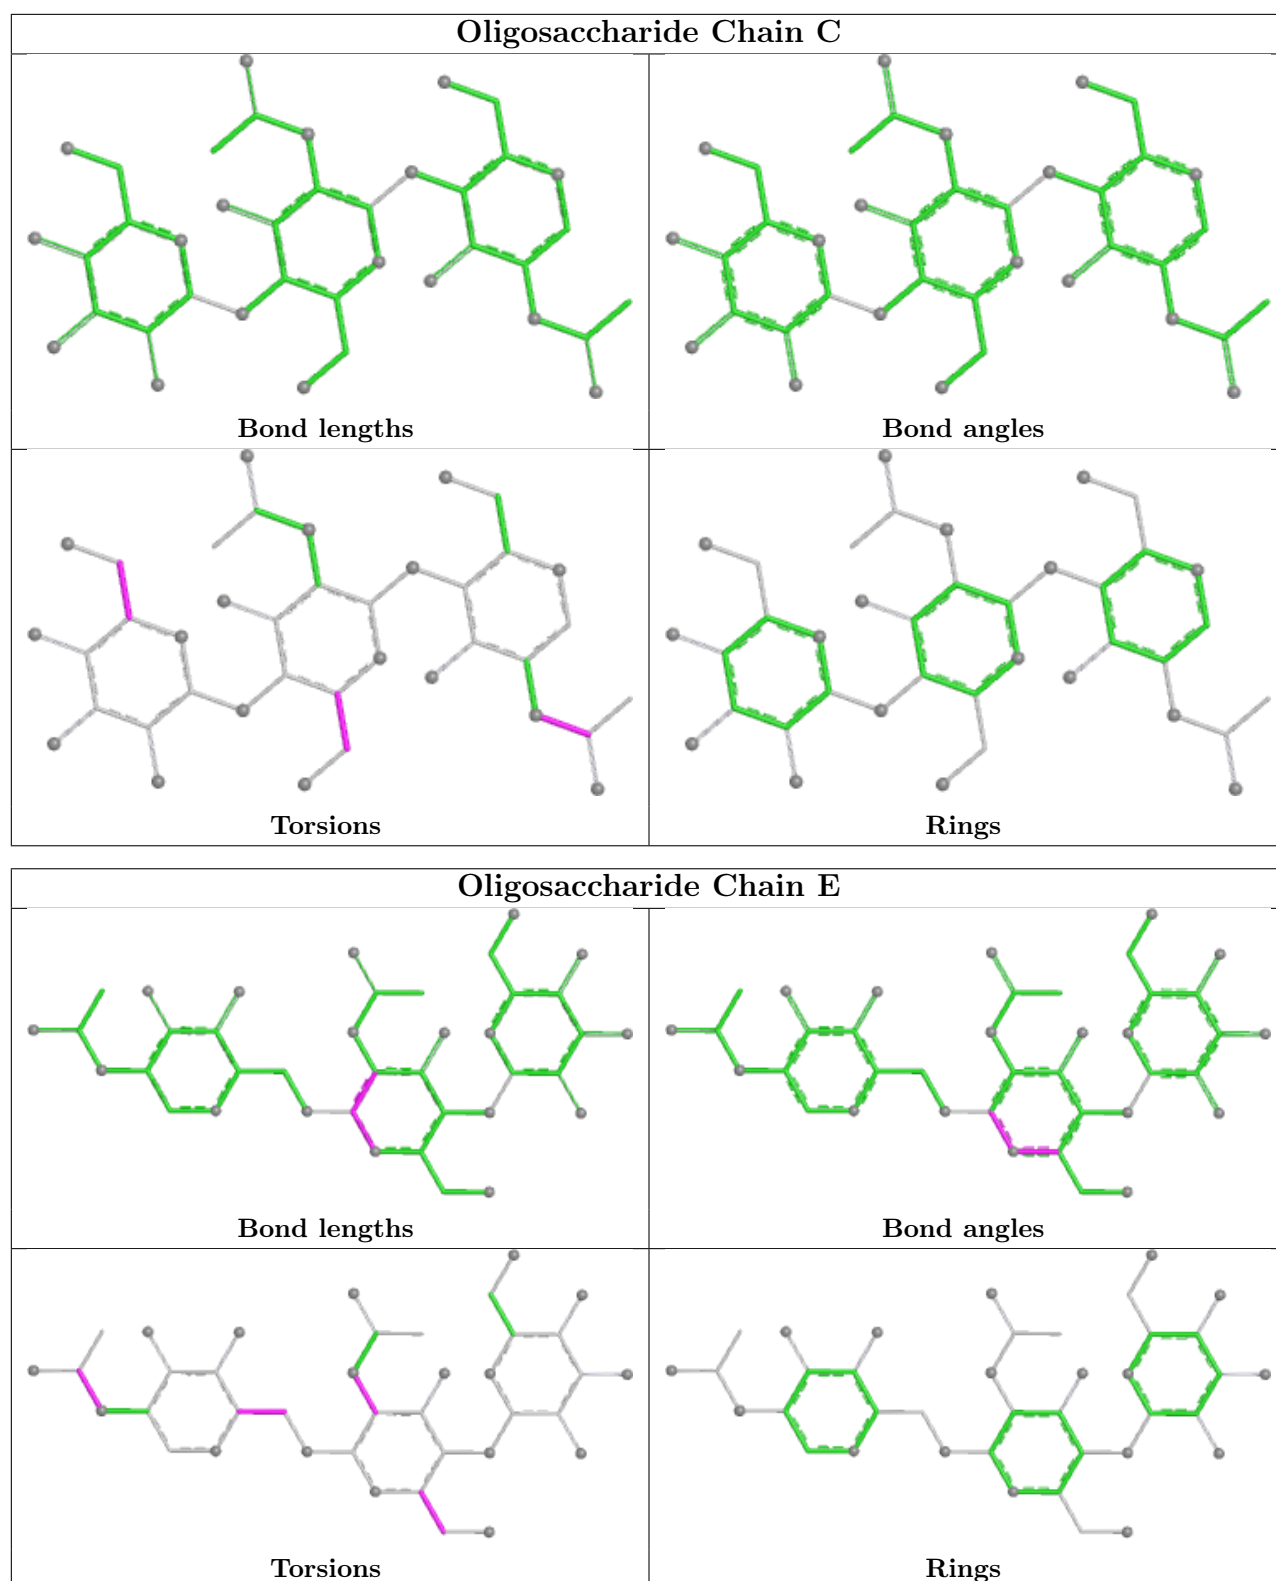 Oligosaccharide Chain C
Bond lengths
Bond angles
Torsions
Rings
Oligosaccharide Chain E
Bond lengths
Bond angles
Torsions
Rings